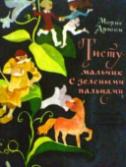 Морис Дрюон
Тисту
мальчик
с зелеными
пальцами